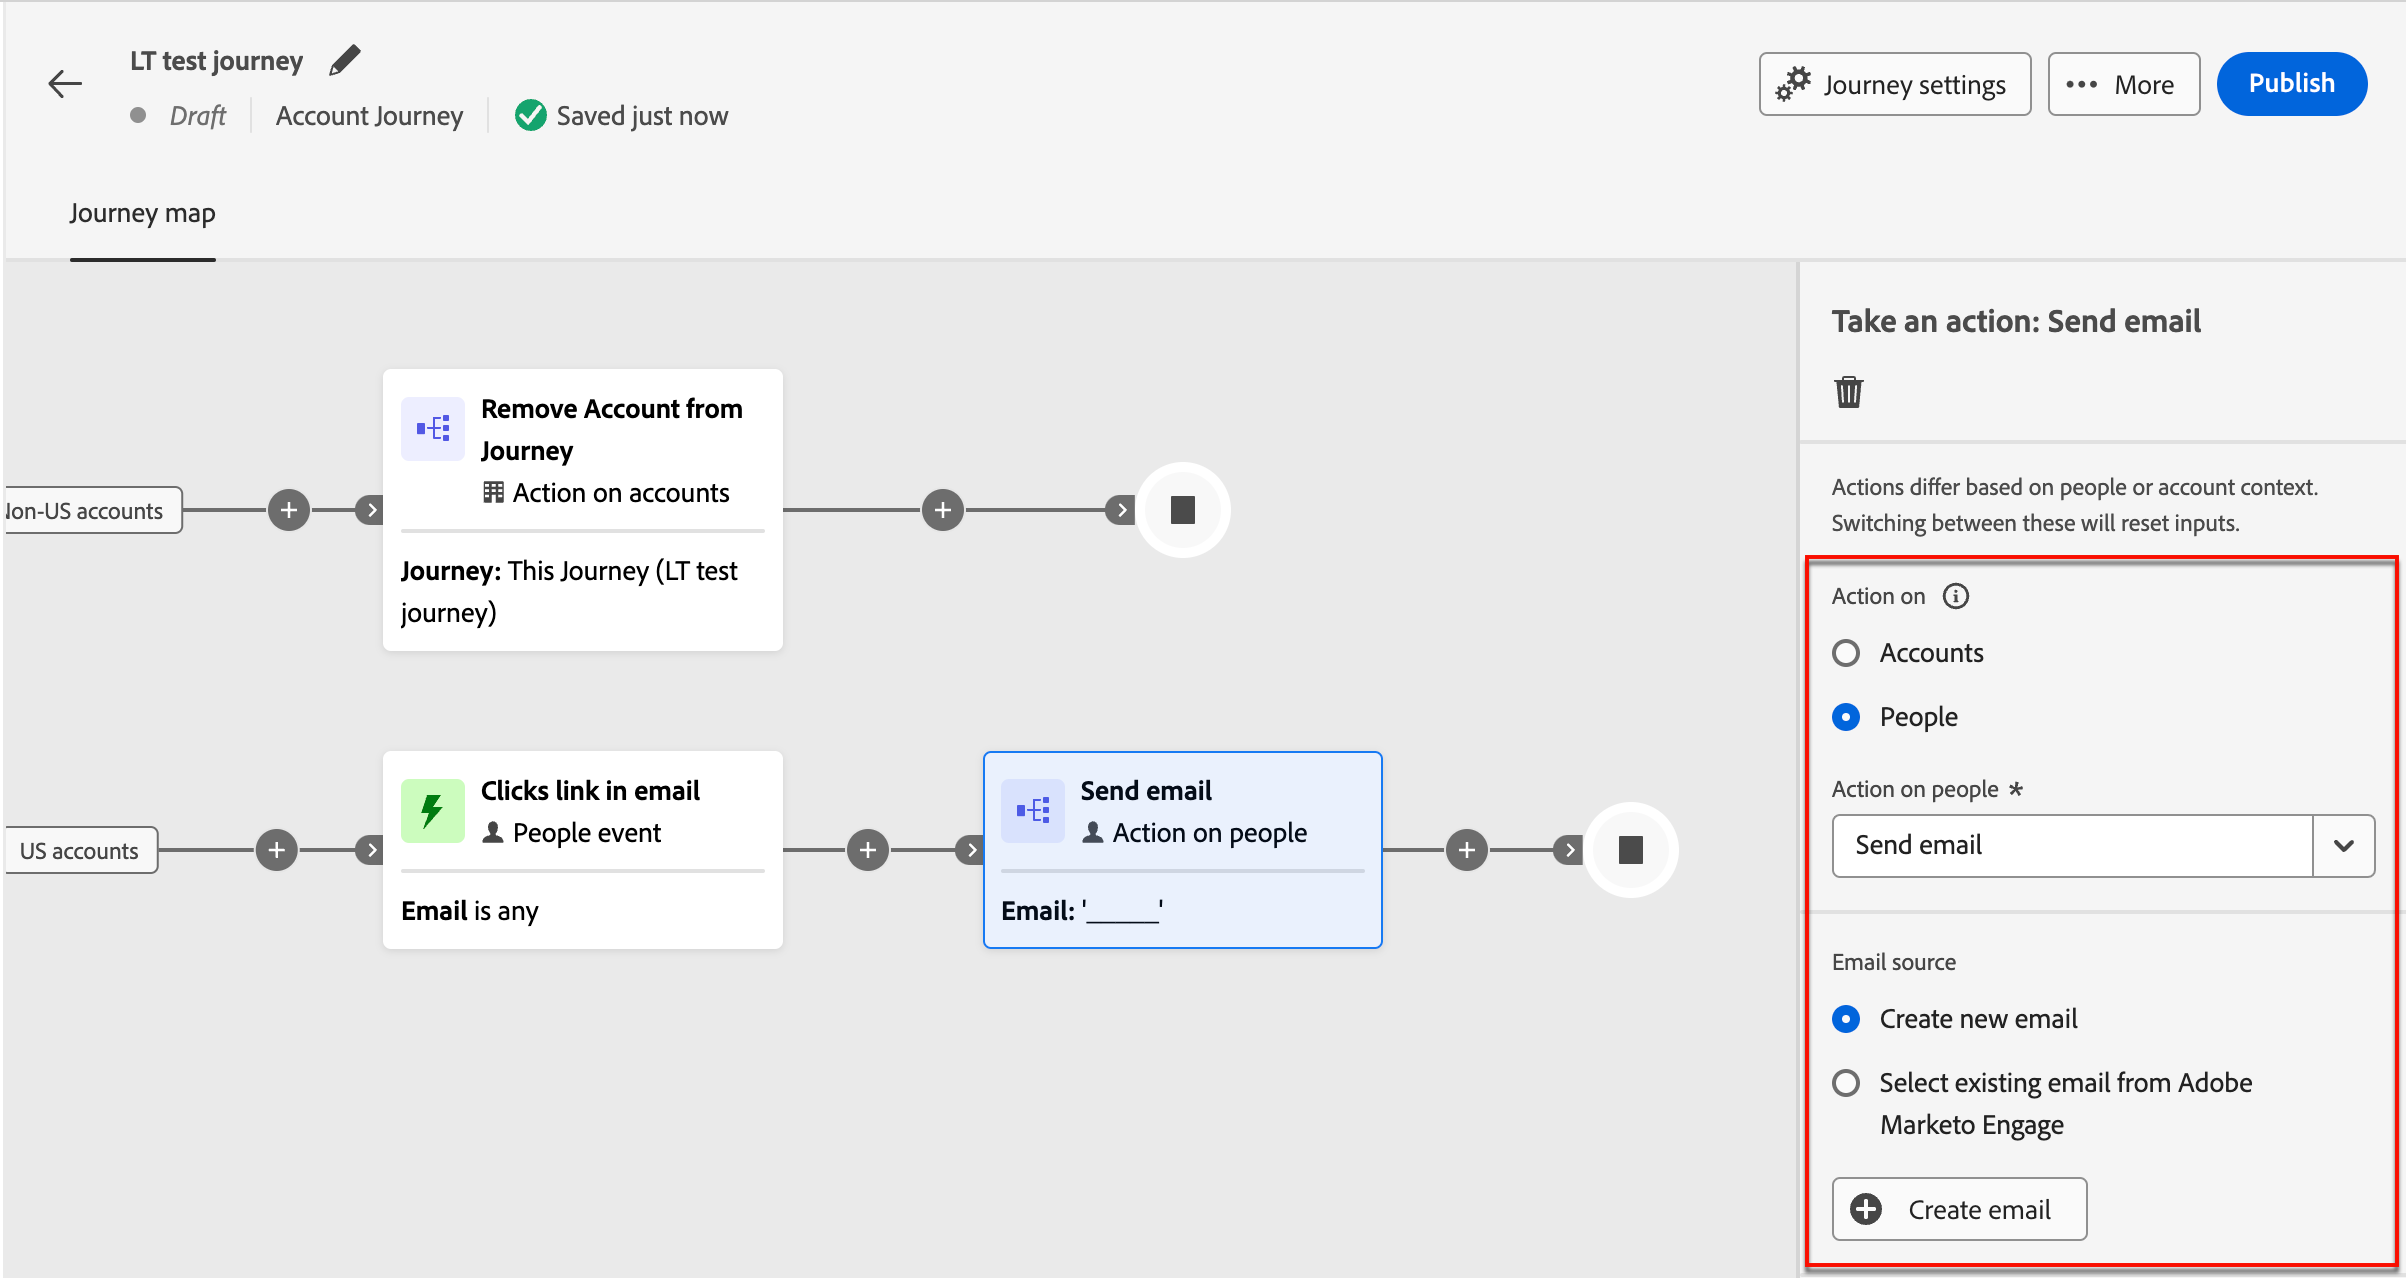 LT test journey
Draft
Account Journey
Saved just now
Journey settings
More
Publish
Journey map
Non-US accounts
Remove Account from
Journey
Action on accounts
Journey: This Journey (LT test
journey)
US accounts
Clicks link in email
People event
Email is any
Send email
Action on people
Email: '_____'
Take an action: Send email
Actions differ based on people or account context.
Switching between these will reset inputs.
Action on
Accounts
People
Action on people *
Send email
Email source
Create new email
Select existing email from Adobe
Marketo Engage
Create email